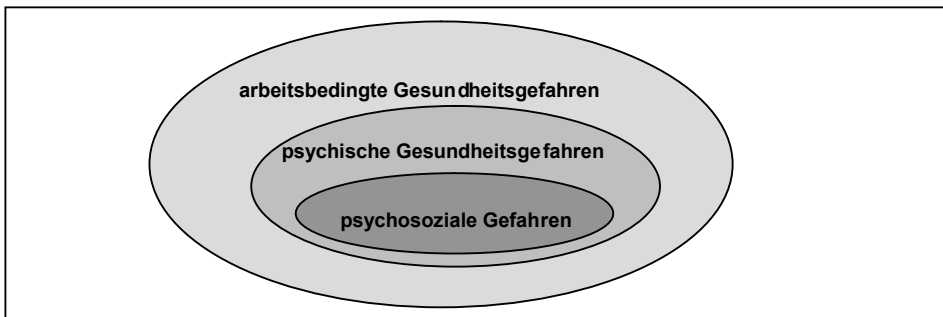 arbeitsbedingte Gesundheitsgefahren
psychische Gesundheitsgefahren
psychosoziale Gefahren